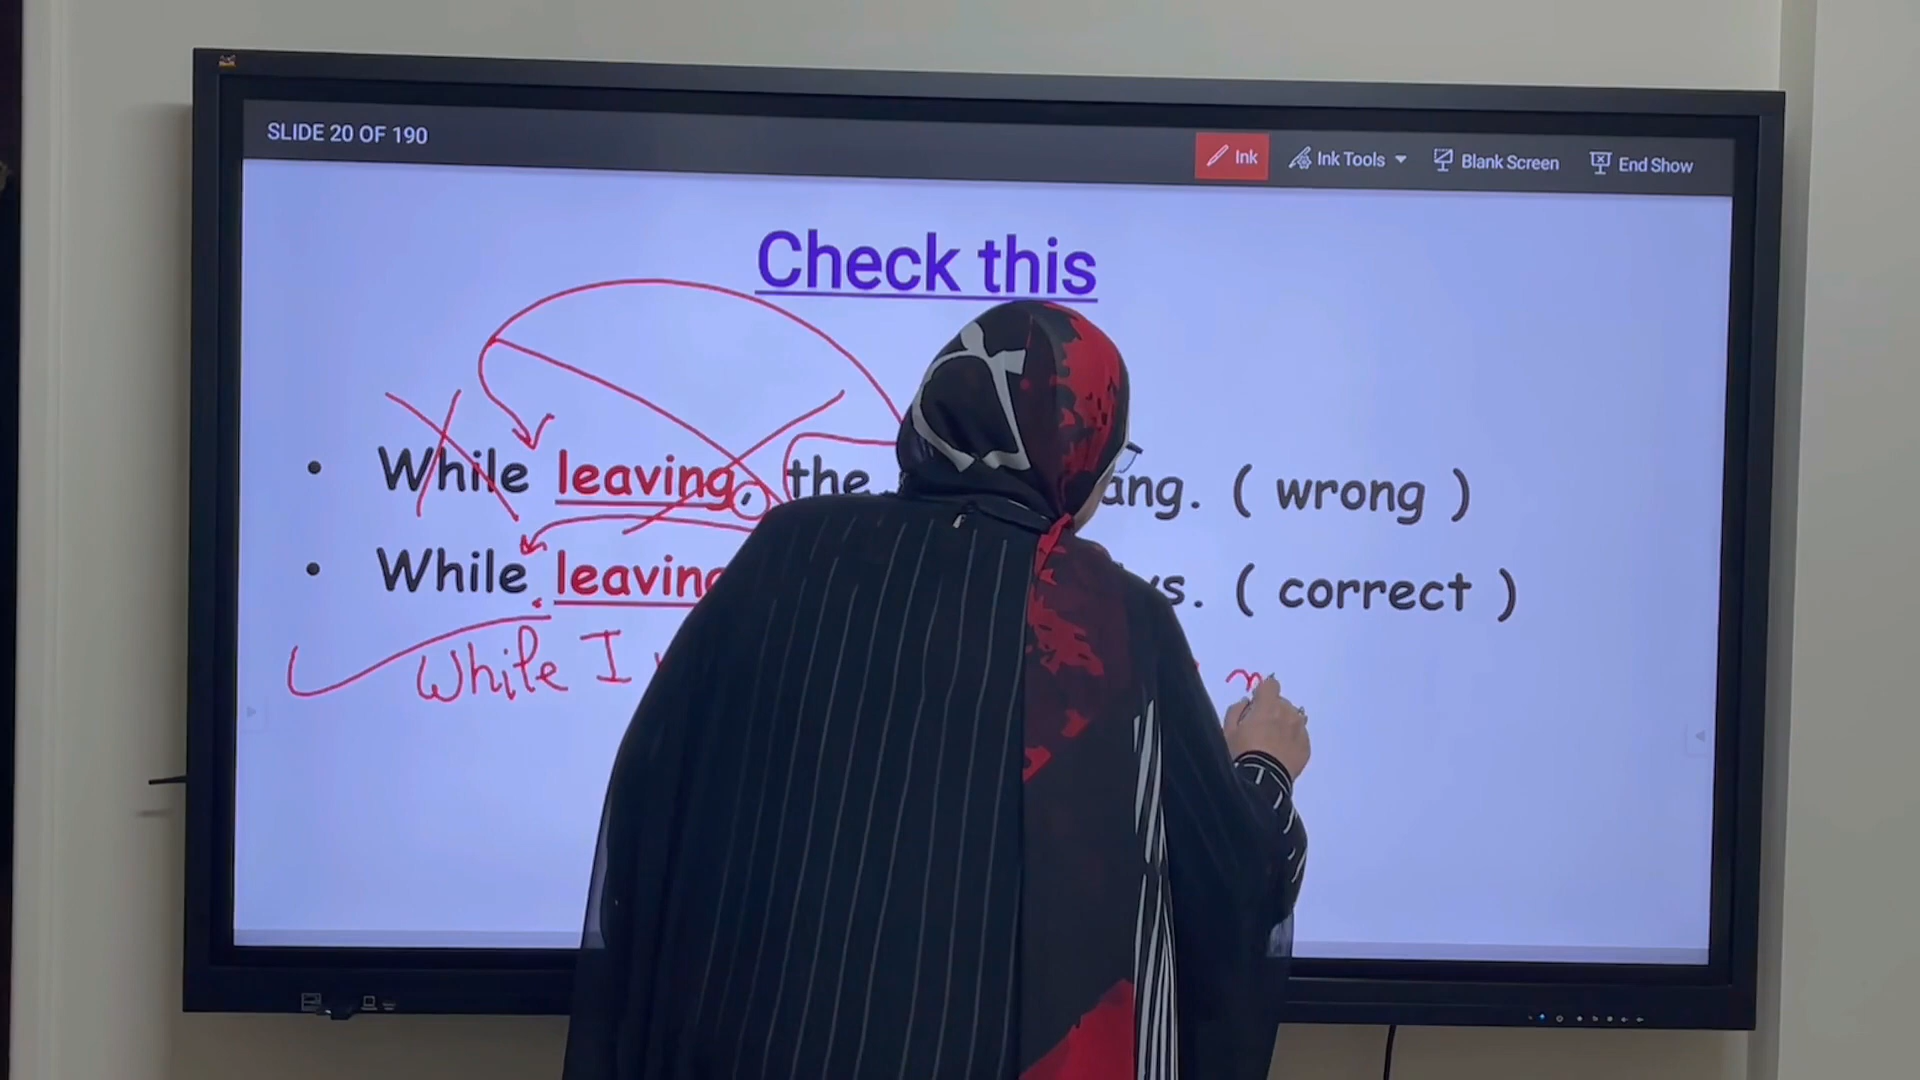 SLIDE 20 OF 190
Ink Ink Tools Blank Screen End Show
Check this
• While leaving, the ang. ( wrong )
• While leaving s. ( correct )
While I